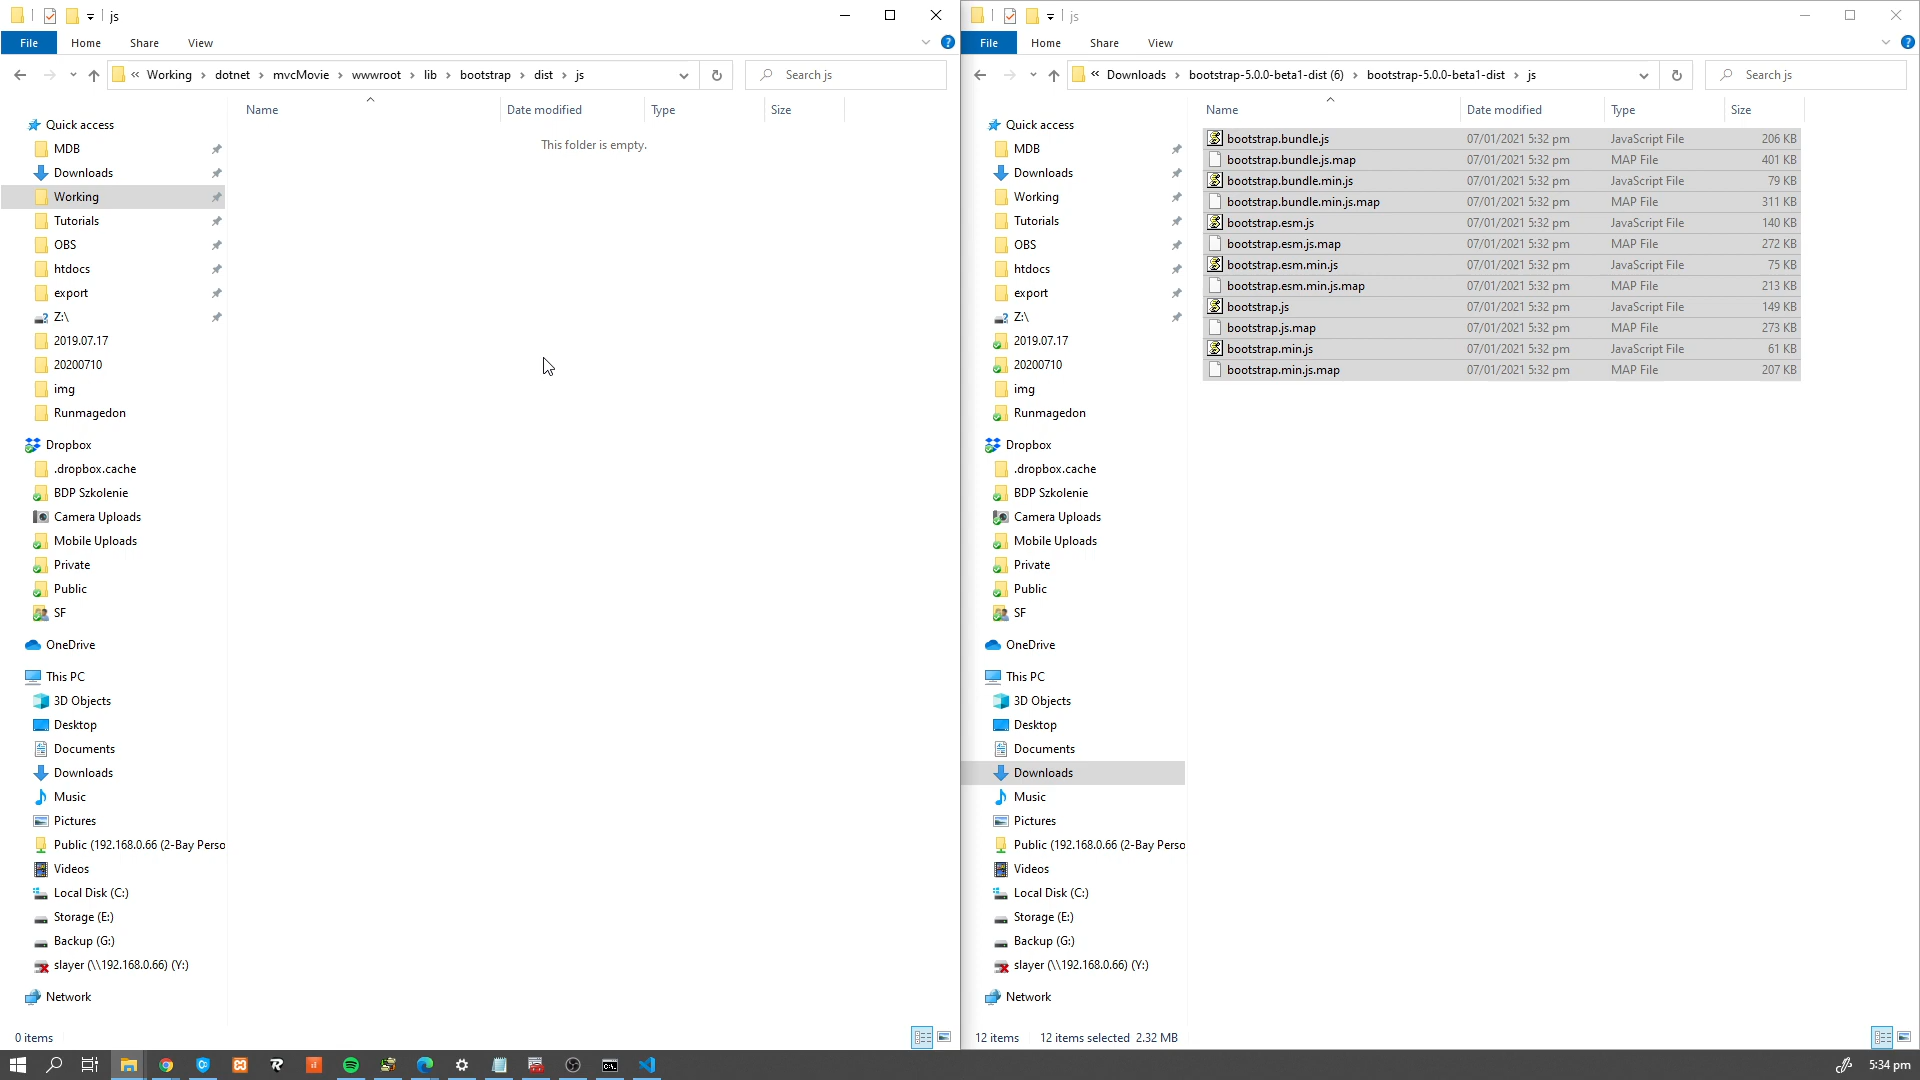 js
File Home Share View
« Working › dotnet › mvcMovie › wwwroot › lib › bootstrap › dist › js
Search js
Name Date modified Type Size
This folder is empty.
Quick access
MDB
Downloads
Working
Tutorials
OBS
htdocs
export
Z:\
2019.07.17
20200710
img
Runmagedon
Dropbox
.dropbox.cache
BDP Szkolenie
Camera Uploads
Mobile Uploads
Private
Public
SF
OneDrive
This PC
3D Objects
Desktop
Documents
Downloads
Music
Pictures
Public (192.168.0.66 (2-Bay Perso
Videos
Local Disk (C:)
Storage (E:)
Backup (G:)
slayer (\\192.168.0.66) (Y:)
Network
0 items
js
File Home Share View
« Downloads › bootstrap-5.0.0-beta1-dist (6) › bootstrap-5.0.0-beta1-dist › js
Search js
Name Date modified Type Size
bootstrap.bundle.js 07/01/2021 5:32 pm JavaScript File 206 KB
bootstrap.bundle.js.map 07/01/2021 5:32 pm MAP File 401 KB
bootstrap.bundle.min.js 07/01/2021 5:32 pm JavaScript File 79 KB
bootstrap.bundle.min.js.map 07/01/2021 5:32 pm MAP File 311 KB
bootstrap.esm.js 07/01/2021 5:32 pm JavaScript File 140 KB
bootstrap.esm.js.map 07/01/2021 5:32 pm MAP File 272 KB
bootstrap.esm.min.js 07/01/2021 5:32 pm JavaScript File 75 KB
bootstrap.esm.min.js.map 07/01/2021 5:32 pm MAP File 213 KB
bootstrap.js 07/01/2021 5:32 pm JavaScript File 149 KB
bootstrap.js.map 07/01/2021 5:32 pm MAP File 273 KB
bootstrap.min.js 07/01/2021 5:32 pm JavaScript File 61 KB
bootstrap.min.js.map 07/01/2021 5:32 pm MAP File 207 KB
Quick access
MDB
Downloads
Working
Tutorials
OBS
htdocs
export
Z:\
2019.07.17
20200710
img
Runmagedon
Dropbox
.dropbox.cache
BDP Szkolenie
Camera Uploads
Mobile Uploads
Private
Public
SF
OneDrive
This PC
3D Objects
Desktop
Documents
Downloads
Music
Pictures
Public (192.168.0.66 (2-Bay Perso
Videos
Local Disk (C:)
Storage (E:)
Backup (G:)
slayer (\\192.168.0.66) (Y:)
Network
12 items 12 items selected 2.32 MB
5:34 pm